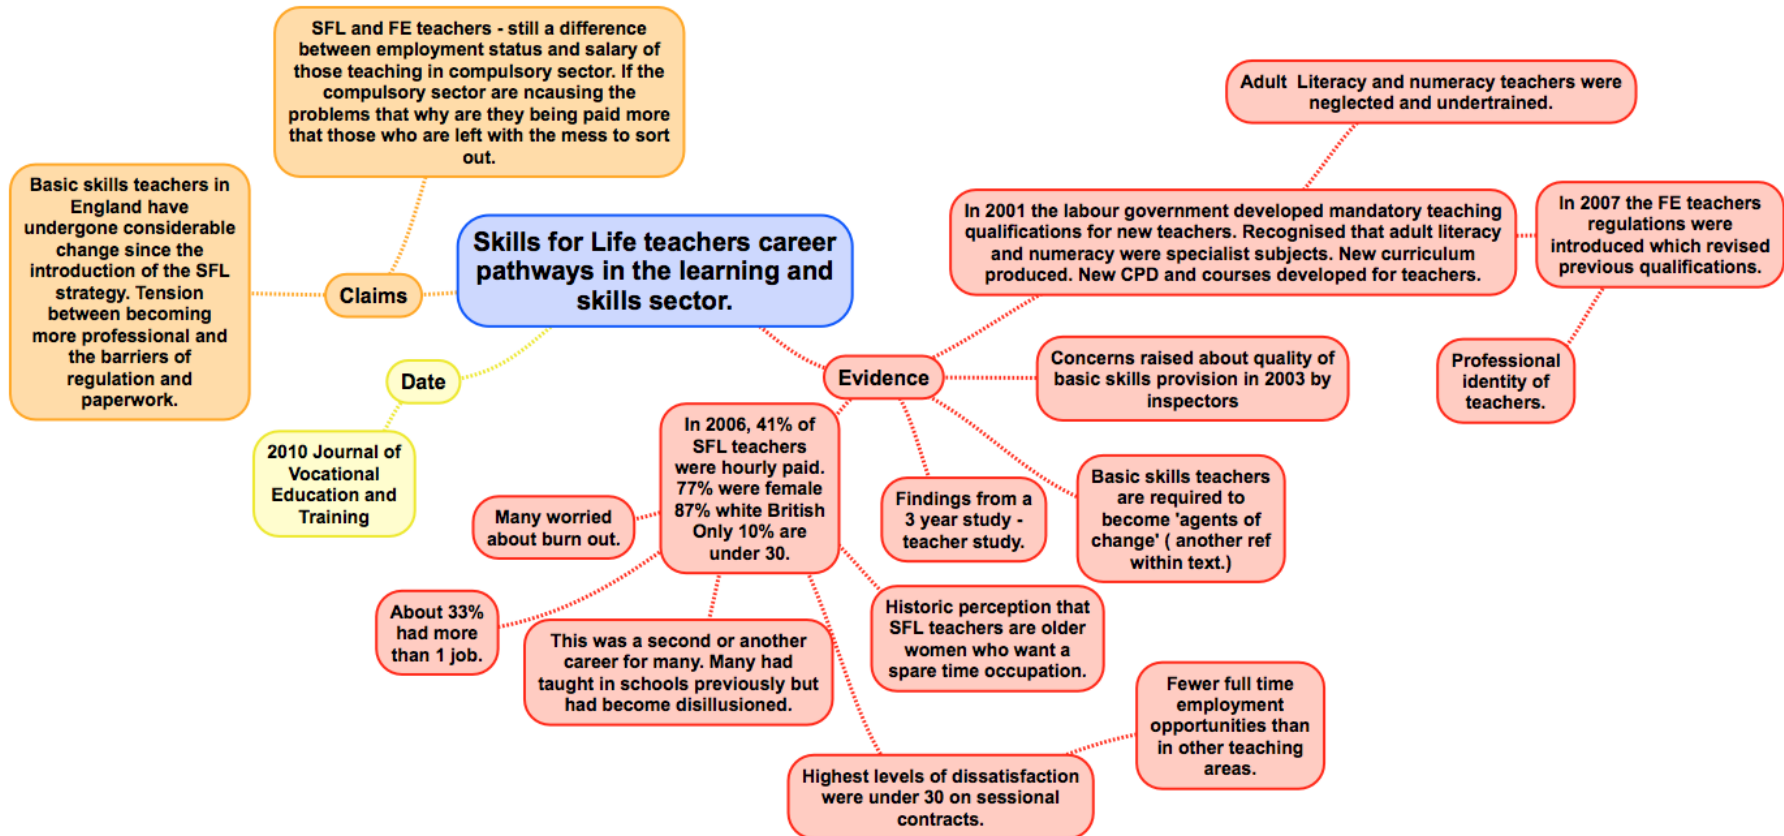 SFL and FE teachers - still a difference
between employment status and salary of
those teaching in compulsory sector. If the
compulsory sector are ncausing the
problems that why are they being paid more
that those who are left with the mess to sort
out.
Basic skills teachers in
England have
undergone considerable
change since the
introduction of the SFL
strategy. Tension
between becoming
more professional and
the barriers of
regulation and
paperwork.
Claims
Skills for Life teachers career
pathways in the learning and
skills sector.
Date
2010 Journal of
Vocational
Education and
Training
Evidence
Adult Literacy and numeracy teachers were
neglected and undertrained.
In 2001 the labour government developed mandatory teaching
qualifications for new teachers. Recognised that adult literacy
and numeracy were specialist subjects. New curriculum
produced. New CPD and courses developed for teachers.
In 2007 the FE teachers
regulations were
introduced which revised
previous qualifications.
Professional
identity of
teachers.
Concerns raised about quality of
basic skills provision in 2003 by
inspectors
Basic skills teachers
are required to
become 'agents of
change' ( another ref
within text.)
Findings from a
3 year study -
teacher study.
In 2006, 41% of
SFL teachers
were hourly paid.
77% were female
87% white British
Only 10% are
under 30.
Many worried
about burn out.
About 33%
had more
than 1 job.
This was a second or another
career for many. Many had
taught in schools previously but
had become disillusioned.
Historic perception that
SFL teachers are older
women who want a
spare time occupation.
Highest levels of dissatisfaction
were under 30 on sessional
contracts.
Fewer full time
employment
opportunities than
in other teaching
areas.